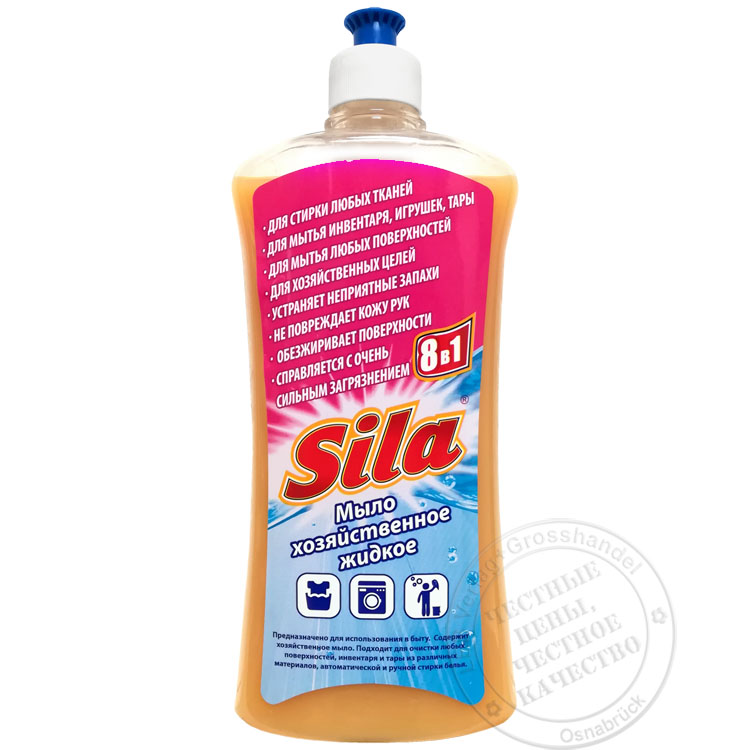 · ДЛЯ СТИРКИ ЛЮБЫХ ТКАНЕЙ
· ДЛЯ МЫТЬЯ ИНВЕНТАРЯ, ИГРУШЕК, ТАРЫ
· ДЛЯ МЫТЬЯ ЛЮБЫХ ПОВЕРХНОСТЕЙ
· ДЛЯ ХОЗЯЙСТВЕННЫХ ЦЕЛЕЙ
· УСТРАНЯЕТ НЕПРИЯТНЫЕ ЗАПАХИ
· НЕ ПОВРЕЖДАЕТ КОЖУ РУК
· ОБЕЗЖИРИВАЕТ ПОВЕРХНОСТИ
· СПРАВЛЯЕТСЯ С ОЧЕНЬ
СИЛЬНЫМ ЗАГРЯЗНЕНИЕМ
8 в 1
Sila ®
Мыло
хозяйственное
жидкое
Предназначено для использования в быту. Содержит
хозяйственное мыло. Подходит для очистки любых
поверхностей, инвентаря и тары из различных
материалов, автоматической и ручной стирки белья.
Grosshandel
ЧЕСТНЫЕ
ЦЕНЫ,
ЧЕСТНОЕ
КАЧЕСТВО
Osnabrück